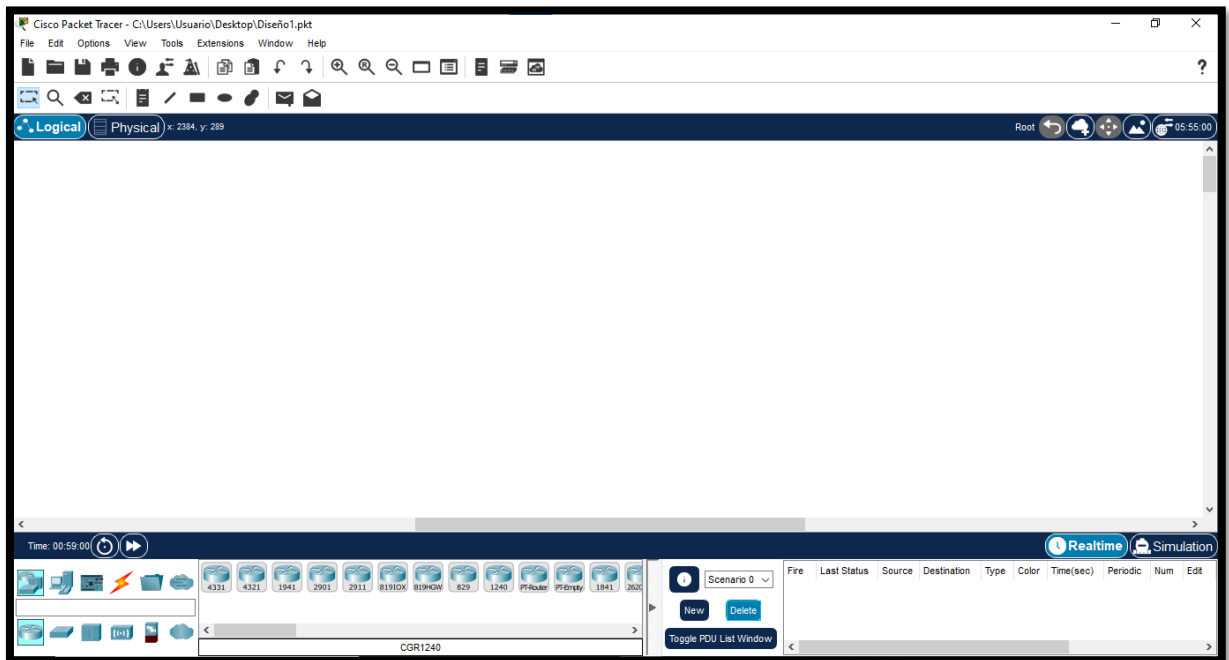 Cisco Packet Tracer - C:\Users\Usuario\Desktop\Diseño1.pkt
File Edit Options View Tools Extensions Window Help
?
Logical Physical x: 2384, y: 289 Root 05:55:00
Time: 00:59:00 Realtime Simulation
4331 4321 1941 2901 2911 819IOX 819HGW 829 1240 PT-Router PT-Empty 1841 262C
CGR1240
Scenario 0
New Delete
Toggle PDU List Window
Fire Last Status Source Destination Type Color Time(sec) Periodic Num Edit